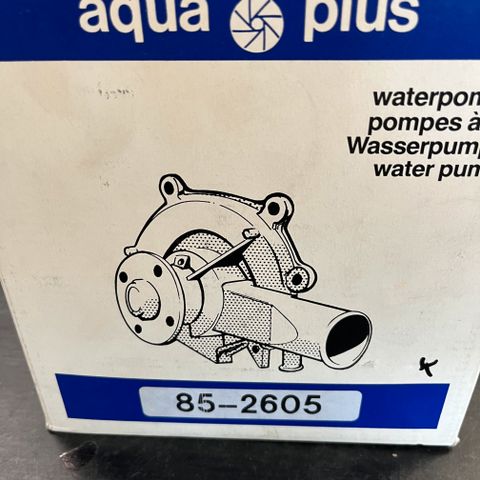 aqua plus
waterpom
pompes à
Wasserpump
water pum
85-2605